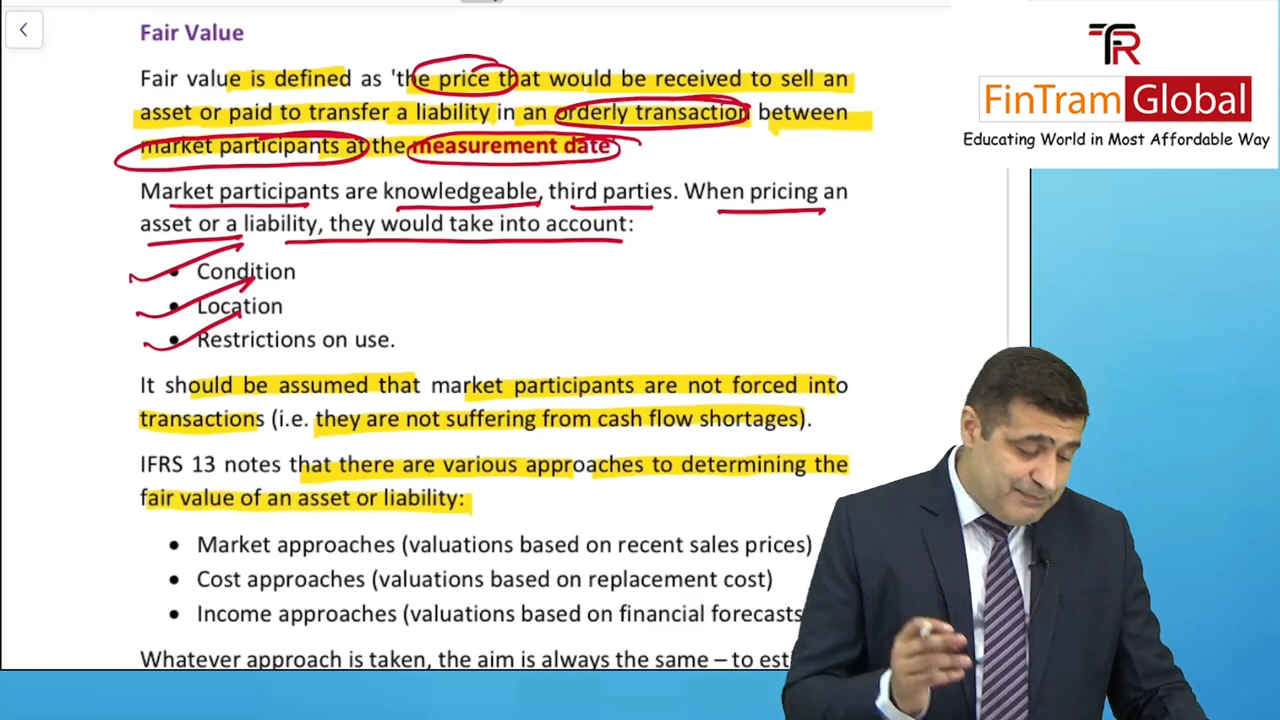 Fair Value
Fair value is defined as 'the price that would be received to sell an
asset or paid to transfer a liability in an orderly transaction between
market participants at the measurement date
Market participants are knowledgeable, third parties. When pricing an
asset or a liability, they would take into account:
• Condition
• Location
• Restrictions on use.
It should be assumed that market participants are not forced into
transactions (i.e. they are not suffering from cash flow shortages).
IFRS 13 notes that there are various approaches to determining the
fair value of an asset or liability:
• Market approaches (valuations based on recent sales prices)
• Cost approaches (valuations based on replacement cost)
• Income approaches (valuations based on financial forecasts
Whatever approach is taken, the aim is always the same – to est
FinTram Global
Educating World in Most Affordable Way